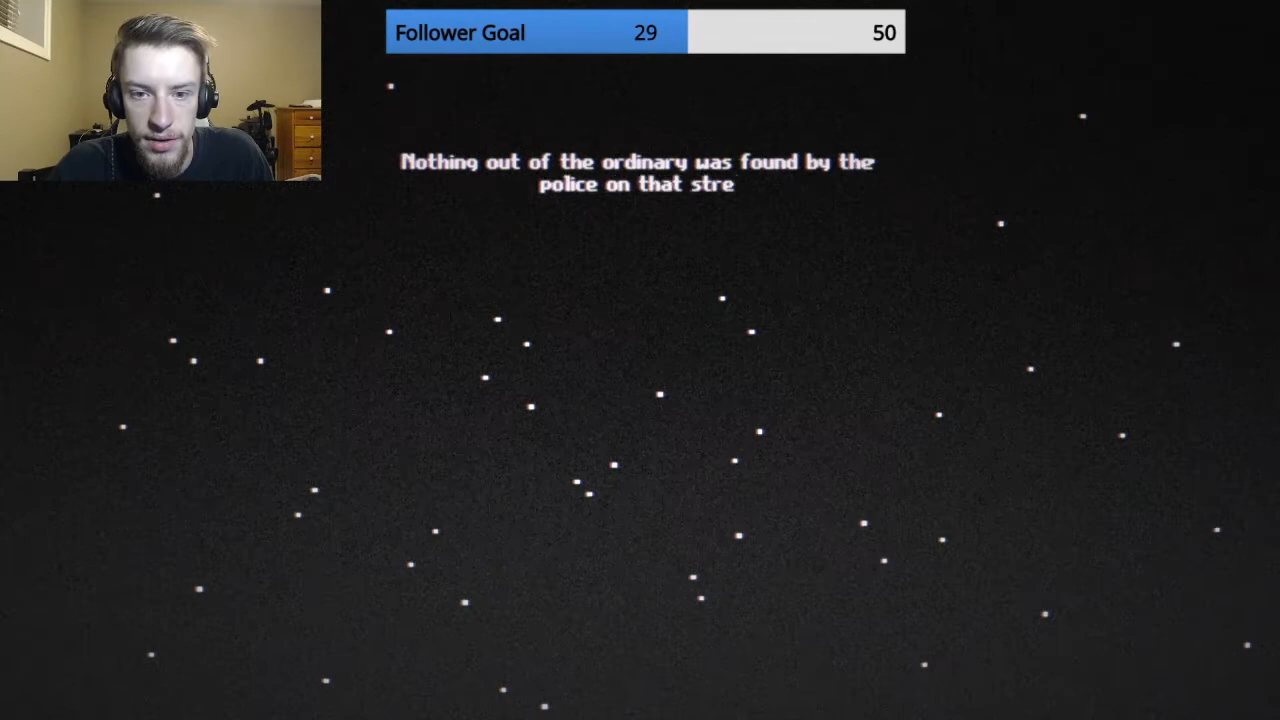 Follower Goal 29 50
Nothing out of the ordinary was found by the
police on that stre